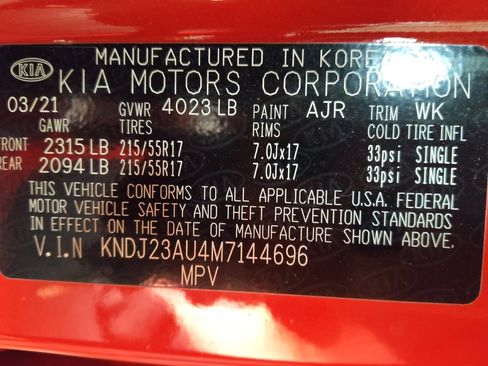 MANUFACTURED IN KOREA
KIA KIA MOTORS CORPORATION
03/21 GVWR 4023 LB PAINT AJR TRIM WK
GAWR TIRES RIMS COLD TIRE INFL
FRONT 2315 LB 215/55R17 7.0Jx17 33psi SINGLE
REAR 2094 LB 215/55R17 7.0Jx17 33psi SINGLE
THIS VEHICLE CONFORMS TO ALL APPLICABLE U.S.A. FEDERAL
MOTOR VEHICLE SAFETY AND THEFT PREVENTION STANDARDS
IN EFFECT ON THE DATE OF MANUFACTURE SHOWN ABOVE.
V.I.N KNDJ23AU4M7144696
MPV